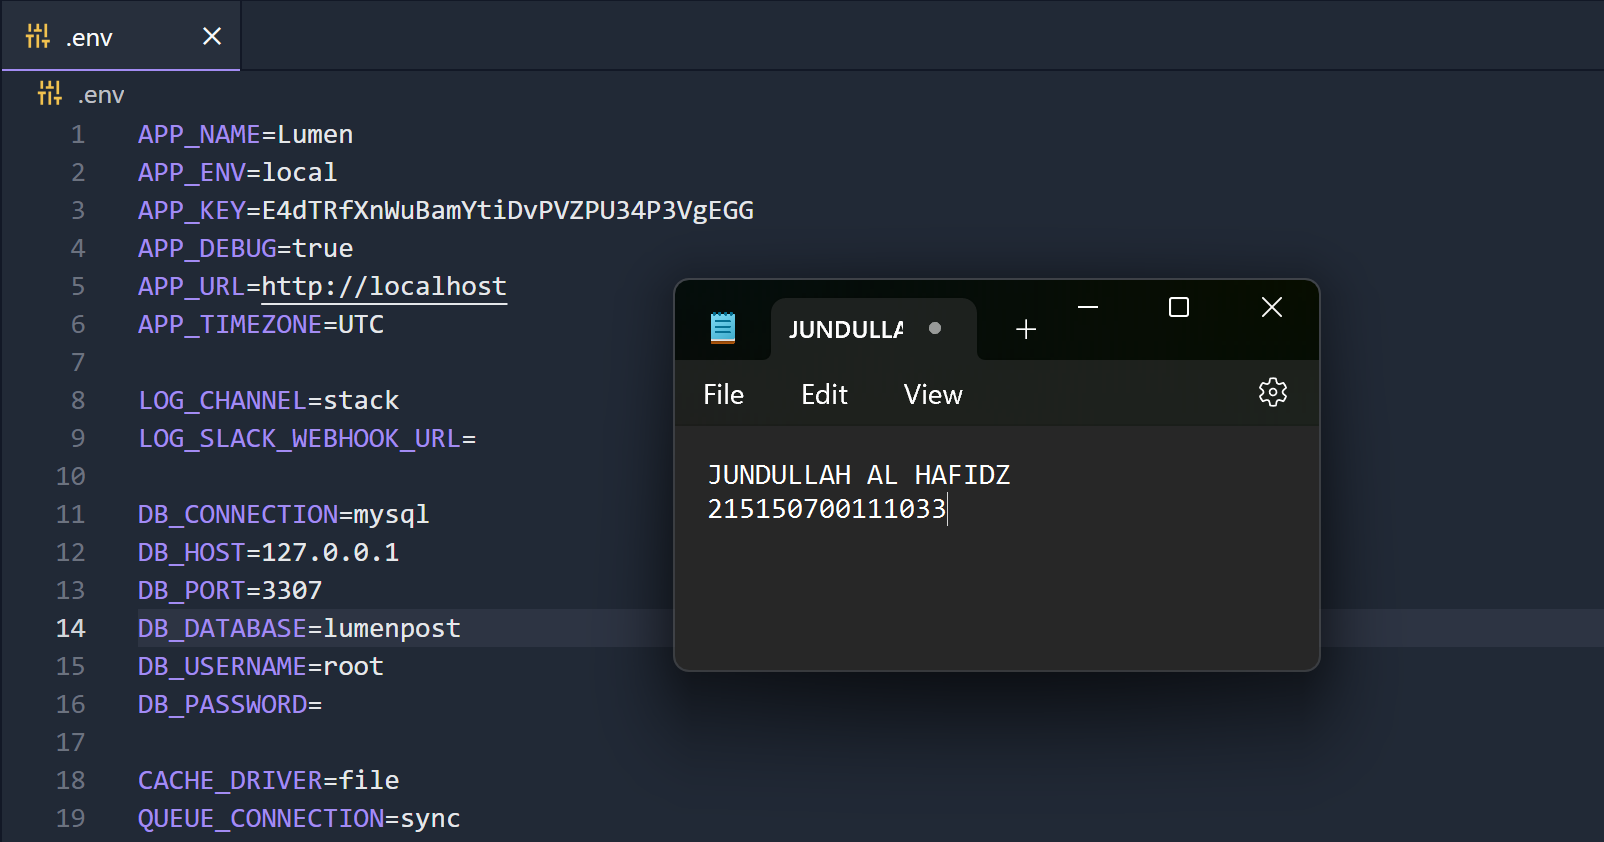 .env
.env
1 APP_NAME=Lumen
2 APP_ENV=local
3 APP_KEY=E4dTRfXnWuBamYtiDvPVZPU34P3VgEGG
4 APP_DEBUG=true
5 APP_URL=http://localhost
6 APP_TIMEZONE=UTC
7
8 LOG_CHANNEL=stack
9 LOG_SLACK_WEBHOOK_URL=
10
11 DB_CONNECTION=mysql
12 DB_HOST=127.0.0.1
13 DB_PORT=3307
14 DB_DATABASE=lumenpost
15 DB_USERNAME=root
16 DB_PASSWORD=
17
18 CACHE_DRIVER=file
19 QUEUE_CONNECTION=sync
JUNDULLA
File Edit View
JUNDULLAH AL HAFIDZ
215150700111033